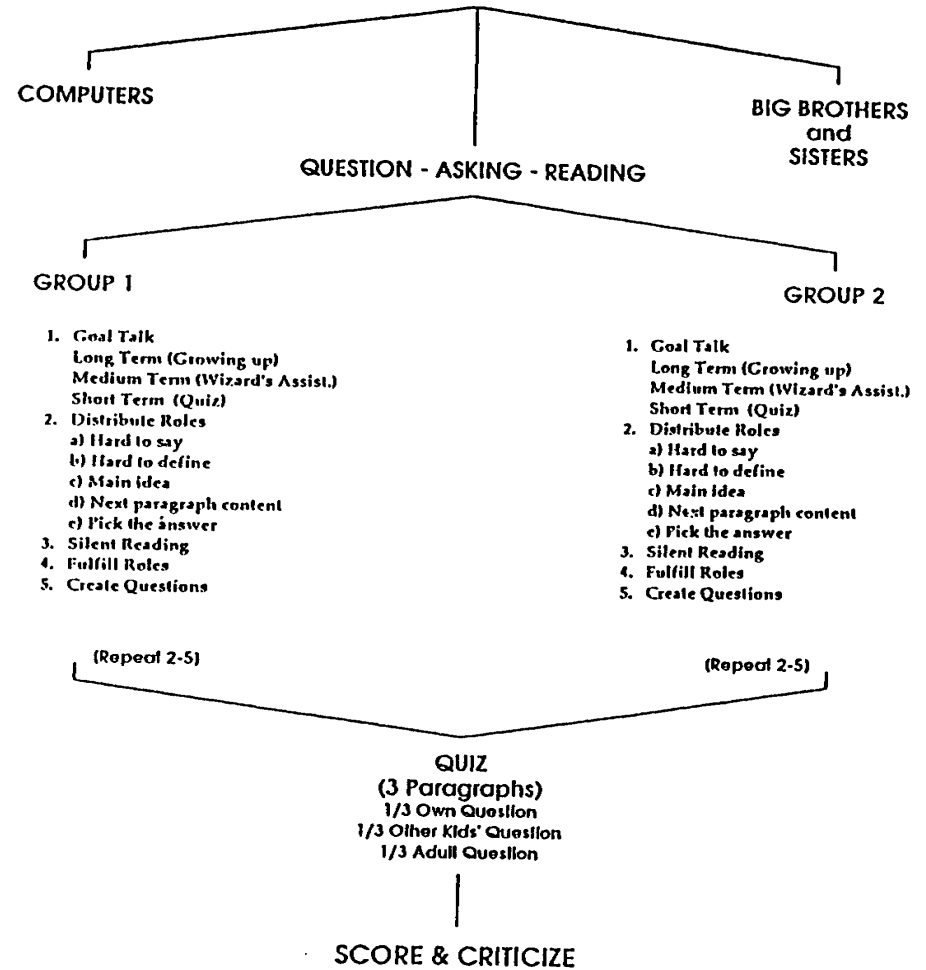 COMPUTERS
BIG BROTHERS
and
SISTERS
QUESTION - ASKING - READING
GROUP 1
1. Goal Talk
Long Term (Growing up)
Medium Term (Wizard's Assist.)
Short Term (Quiz)
2. Distribute Roles
a) Hard to say
b) Hard to define
c) Main idea
d) Next paragraph content
e) Pick the answer
3. Silent Reading
4. Fulfill Roles
5. Create Questions
(Repeat 2-5)
GROUP 2
1. Goal Talk
Long Term (Growing up)
Medium Term (Wizard's Assist.)
Short Term (Quiz)
2. Distribute Roles
a) Hard to say
b) Hard to define
c) Main idea
d) Next paragraph content
e) Pick the answer
3. Silent Reading
4. Fulfill Roles
5. Create Questions
(Repeat 2-5)
QUIZ
(3 Paragraphs)
1/3 Own Question
1/3 Other Kids' Question
1/3 Adult Question
SCORE & CRITICIZE